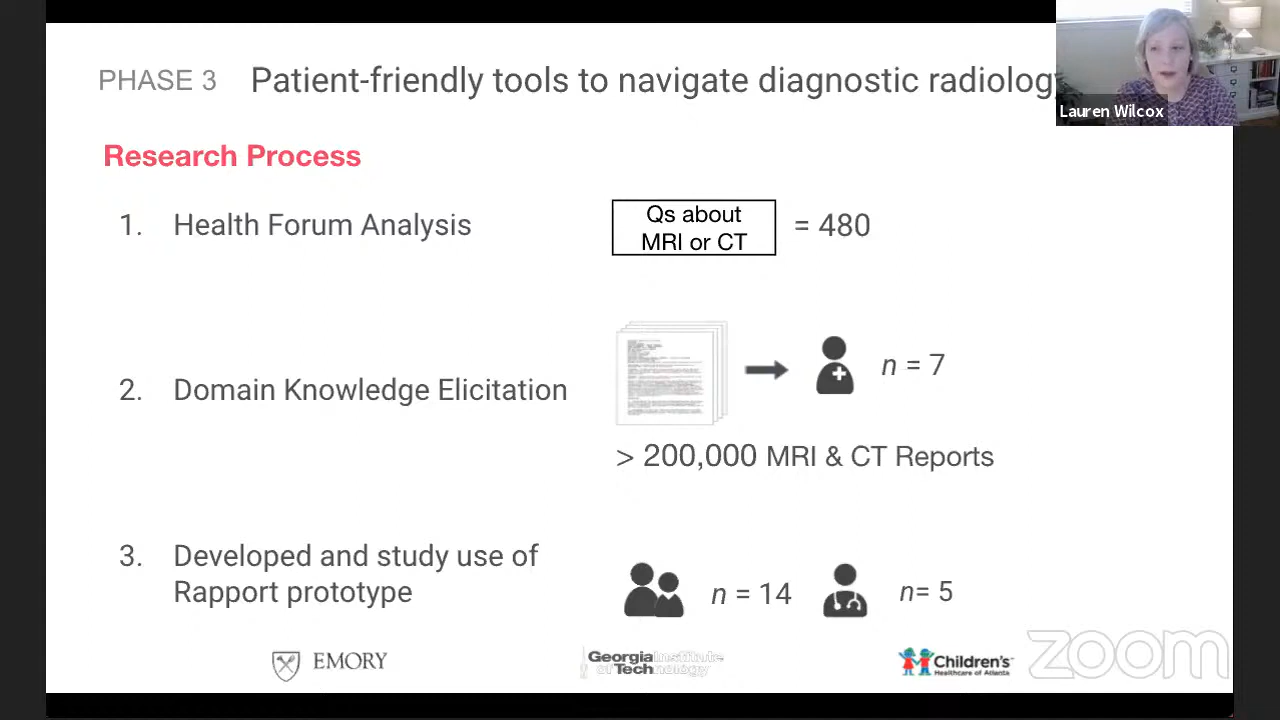 PHASE 3 Patient-friendly tools to navigate diagnostic radiology
Lauren Wilcox
Research Process
1. Health Forum Analysis
Qs about
MRI or CT
= 480
2. Domain Knowledge Elicitation
n = 7
> 200,000 MRI & CT Reports
3. Developed and study use of
Rapport prototype
n = 14
n= 5
EMORY
Georgia Institute
of Technology
Children's
Healthcare of Atlanta
zoom